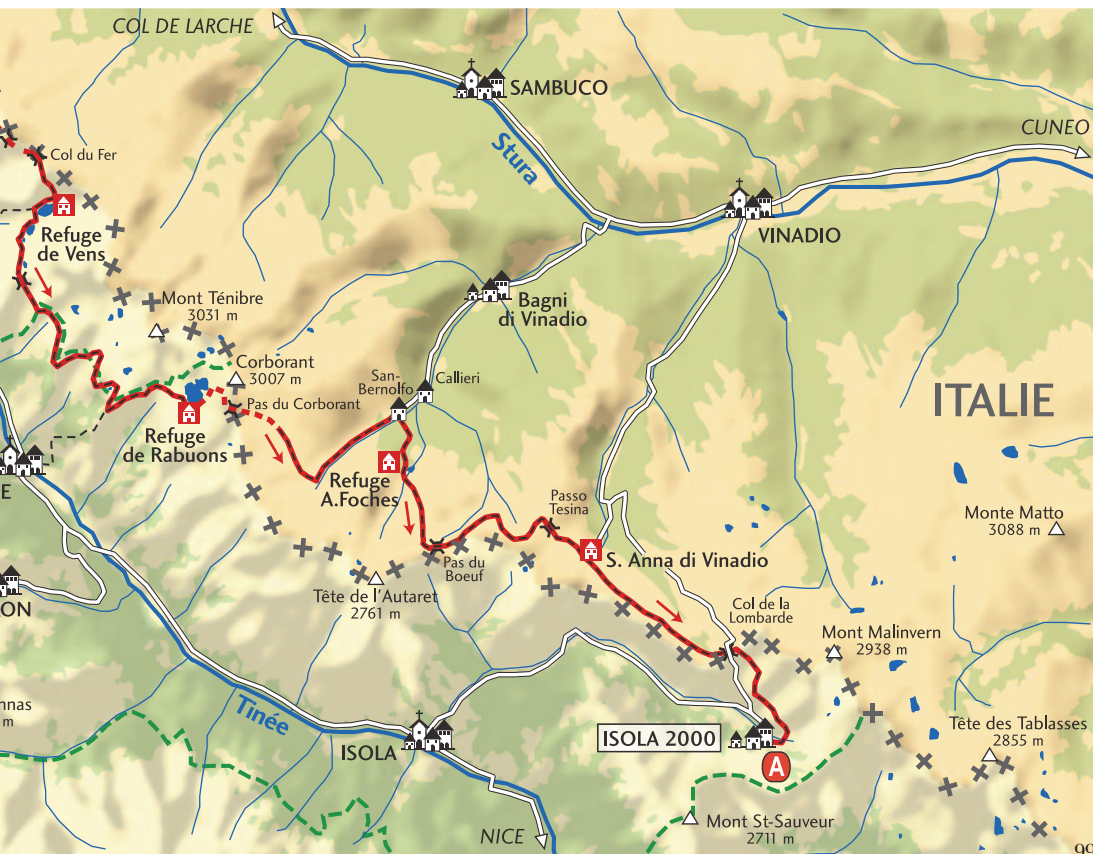 COL DE LARCHE
SAMBUCO
CUNEO
Col du Fer
Stura
Refuge
de Vens
VINADIO
Mont Ténibre
3031 m
Bagni
di Vinadio
Corborant
3007 m
San-
Bernolfo
Callieri
Pas du Corborant
ITALIE
Refuge
de Rabuons
Refuge
A.Foches
E
Passo
Tesina
Monte Matto
3088 m
Pas du
Boeuf
S. Anna di Vinadio
ON
Tête de l'Autaret
2761 m
Col de la
Lombarde
Mont Malinvern
2938 m
nnas
m
Tinée
ISOLA
ISOLA 2000
A
Tête des Tablasses
2855 m
Mont St-Sauveur
2711 m
NICE